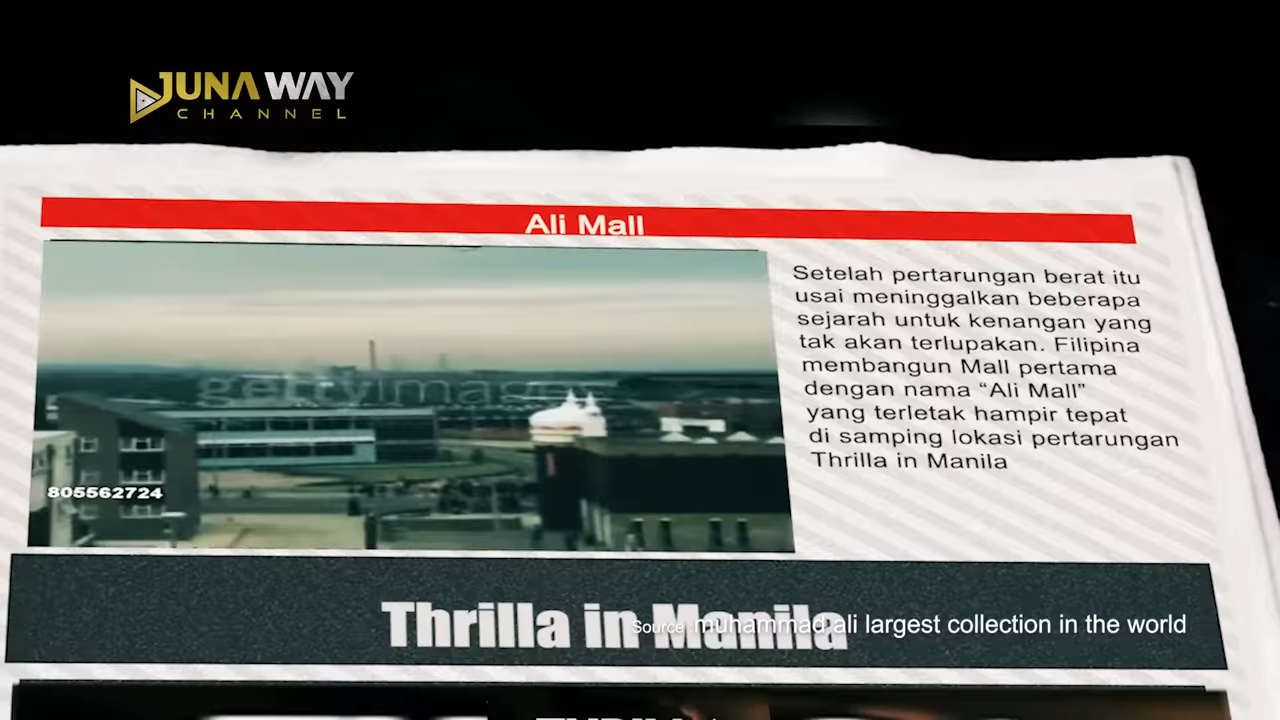 JUNA WAY
CHANNEL
Ali Mall
Setelah pertarungan berat itu
usai meninggalkan beberapa
sejarah untuk kenangan yang
tak akan terlupakan. Filipina
membangun Mall pertama
dengan nama “Ali Mall”
yang terletak hampir tepat
di samping lokasi pertarungan
Thrilla in Manila
gettyimages
805562724
Thrilla in Manila
Source : muhammad ali largest collection in the world